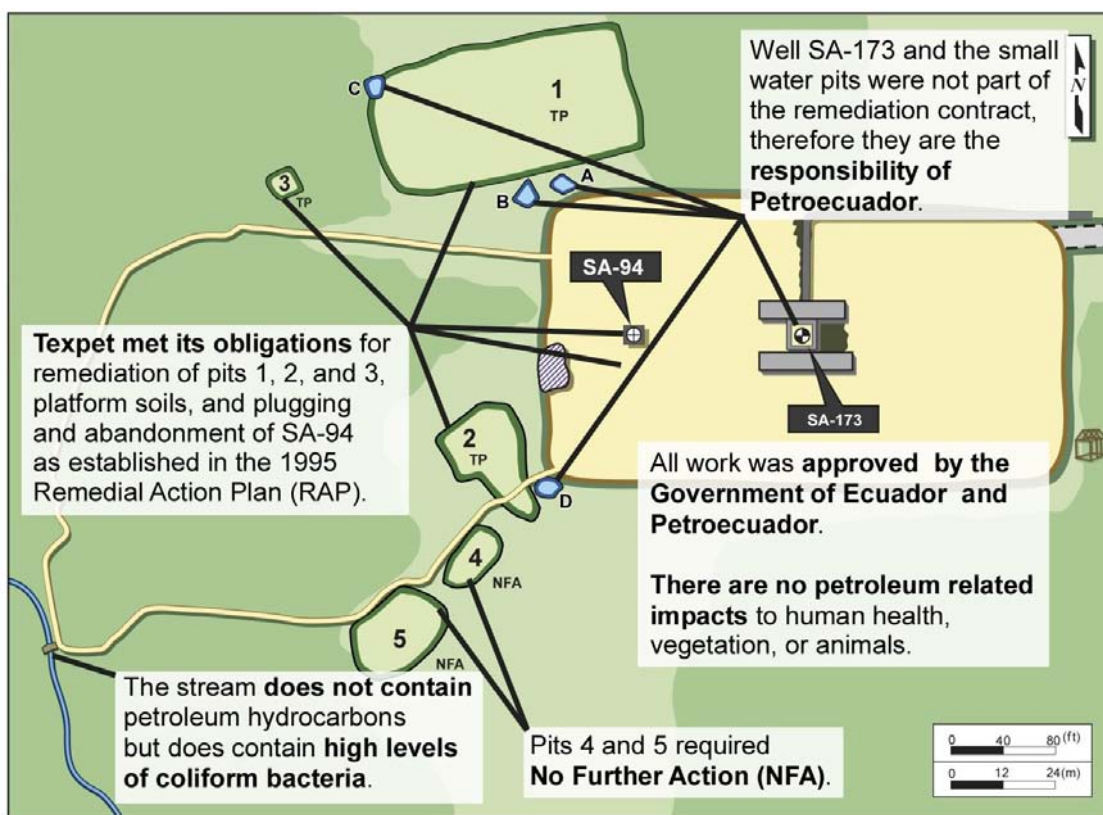 Well SA-173 and the small
water pits were not part of
the remediation contract,
therefore they are the
responsibility of
Petroecuador.
N
C
1
TP
3
TP
A
B
SA-94
SA-173
Texpet met its obligations for
remediation of pits 1, 2, and 3,
platform soils, and plugging
and abandonment of SA-94
as established in the 1995
Remedial Action Plan (RAP).
2
TP
D
4
NFA
5
NFA
All work was approved by the
Government of Ecuador and
Petroecuador.
There are no petroleum related
impacts to human health,
vegetation, or animals.
The stream does not contain
petroleum hydrocarbons
but does contain high levels
of coliform bacteria.
Pits 4 and 5 required
No Further Action (NFA).
0 40 80 (ft)
0 12 24(m)